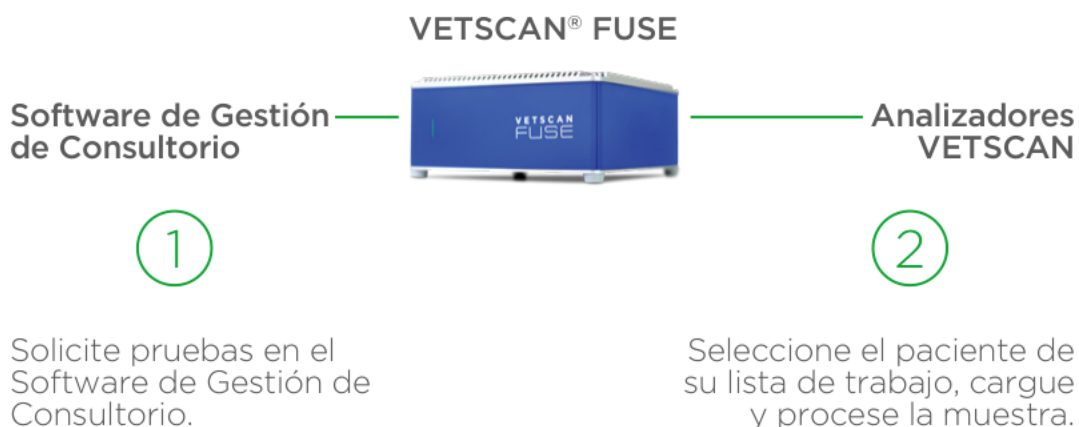 VETSCAN® FUSE
Software de Gestión
de Consultorio
VETSCAN
FUSE
Analizadores
VETSCAN
1
2
Solicite pruebas en el
Software de Gestión de
Consultorio.
Seleccione el paciente de
su lista de trabajo, cargue
y procese la muestra.